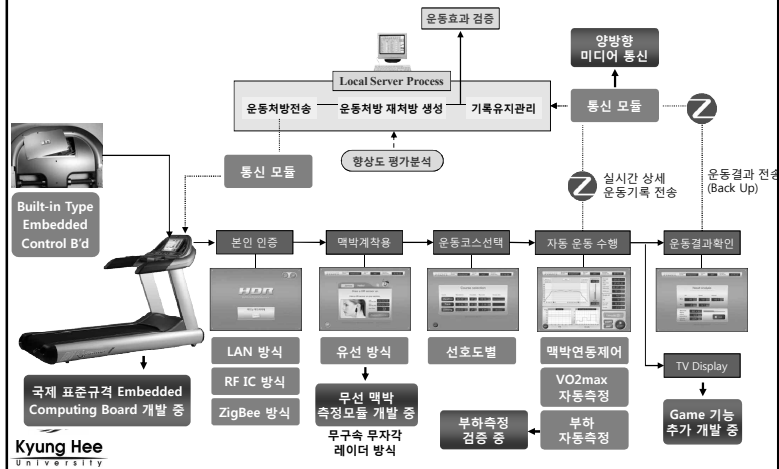 운동효과 검증
양방향
미디어 통신
Local Server Process
운동처방전송
운동처방 재처방 생성
기록유지관리
통신 모듈
향상도 평가분석
통신 모듈
실시간 상세
운동기록 전송
운동결과 전송
(Back Up)
Built-in Type
Embedded
Control B'd
본인 인증
맥박계착용
운동코스선택
자동 운동 수행
운동결과확인
HDN
LAN 방식
유선 방식
선호도별
맥박연동제어
TV Display
RF IC 방식
VO2max
자동측정
국제 표준규격 Embedded
Computing Board 개발 중
ZigBee 방식
무선 맥박
측정모듈 개발 중
무구속 무자각
레이더 방식
부하측정
검증 중
부하
자동측정
Game 기능
추가 개발 중
Kyung Hee
University